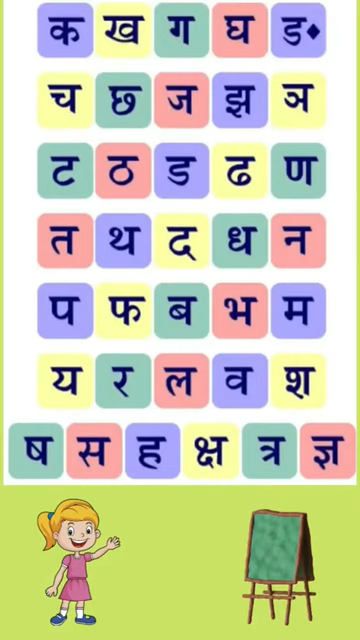 क ख ग घ ङ
च छ ज झ ञ
ट ठ ड ढ ण
त थ द ध न
प फ ब भ म
य र ल व श
ष स ह क्ष त्र ज्ञ